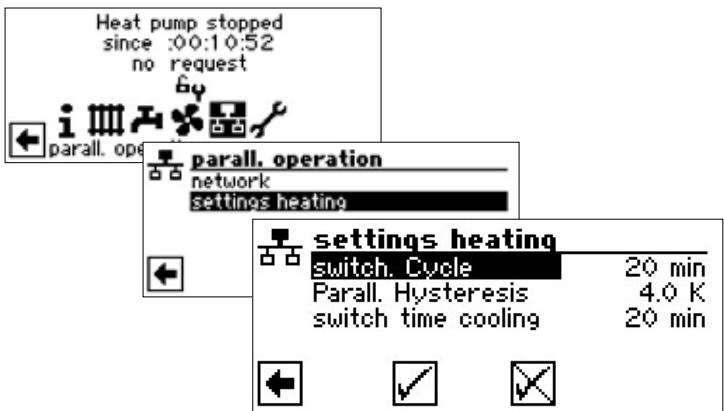 Heat pump stopped
since :00:10:52
no request
parall. ope
parall. operation
network
settings heating
settings heating
switch. Cycle 20 min
Parall. Hysteresis 4.0 K
switch time cooling 20 min